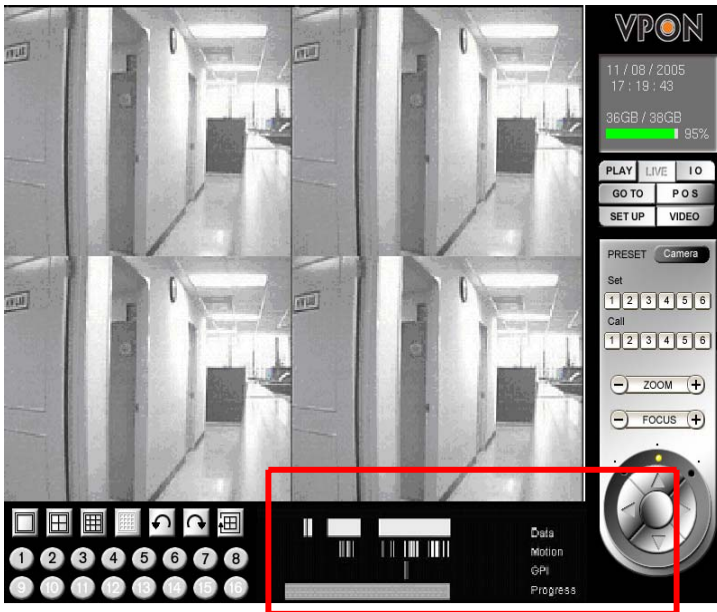 VPON
11 / 08 / 2005
17 : 19 : 43
36GB / 38GB
95%
PLAY LIVE I O
GO TO P O S
SET UP VIDEO
PRESET Camera
Set
1 2 3 4 5 6
Call
1 2 3 4 5 6
− ZOOM +
− FOCUS +
Data
Motion
GPI
Progress
1 2 3 4 5 6 7 8
9 10 11 12 13 14 15 16